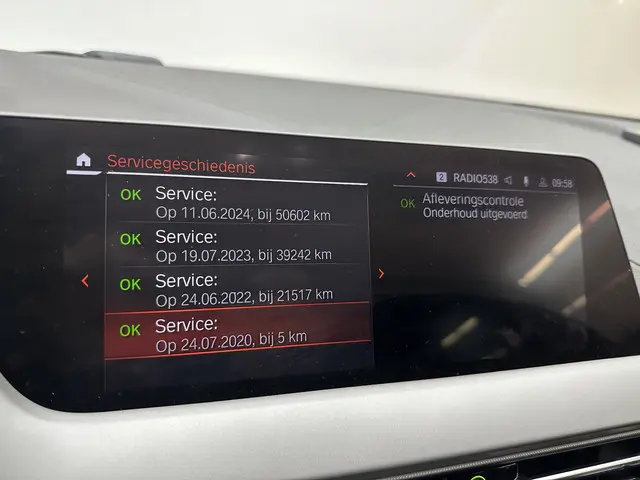 Servicegeschiedenis
OK Service:
Op 11.06.2024, bij 50602 km
OK Service:
Op 19.07.2023, bij 39242 km
OK Service:
Op 24.06.2022, bij 21517 km
OK Service:
Op 24.07.2020, bij 5 km
2 RADIO538 09:58
OK Afleveringscontrole
Onderhoud uitgevoerd